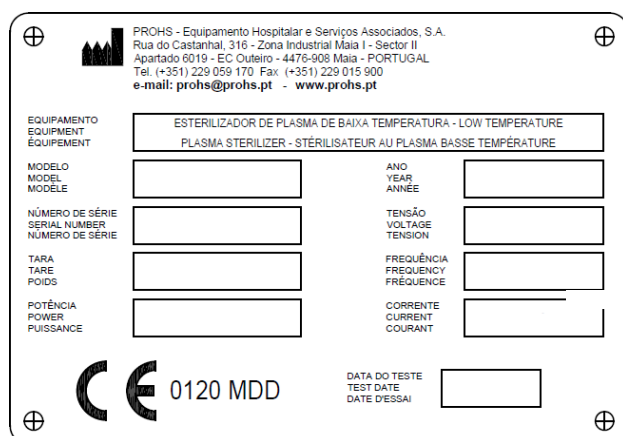 PROHS - Equipamento Hospitalar e Serviços Associados, S.A.
Rua do Castanhal, 316 - Zona Industrial Maia I - Sector II
Apartado 6019 - EC Outeiro - 4476-908 Maia - PORTUGAL
Tel. (+351) 229 059 170 Fax (+351) 229 015 900
e-mail: prohs@prohs.pt - www.prohs.pt
EQUIPAMENTO
EQUIPMENT
ÉQUIPEMENT
ESTERILIZADOR DE PLASMA DE BAIXA TEMPERATURA - LOW TEMPERATURE
PLASMA STERILIZER - STÉRILISATEUR AU PLASMA BASSE TEMPÉRATURE
MODELO
MODEL
MODÈLE
ANO
YEAR
ANNÉE
NÚMERO DE SÉRIE
SERIAL NUMBER
NÚMERO DE SÉRIE
TENSÃO
VOLTAGE
TENSION
TARA
TARE
POIDS
FREQUÊNCIA
FREQUENCY
FRÉQUENCE
POTÊNCIA
POWER
PUISSANCE
CORRENTE
CURRENT
COURANT
CE 0120 MDD
DATA DO TESTE
TEST DATE
DATE D'ESSAI